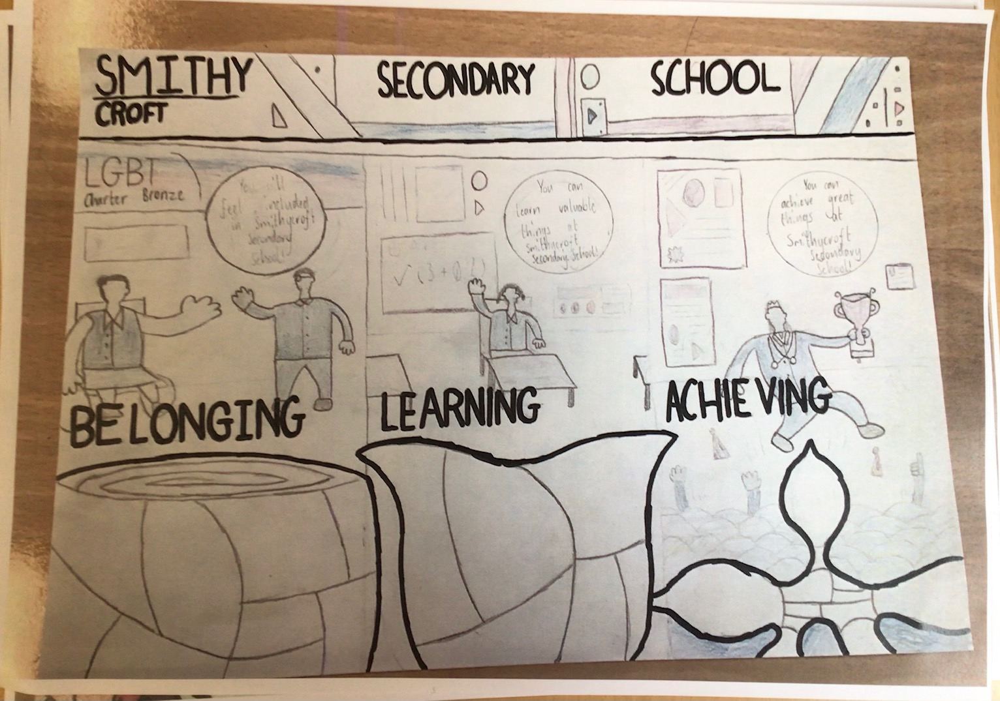 SMITHY
CROFT
SECONDARY
SCHOOL
LGBT
Charter Bronze
You will
feel included
in Smithycroft
Secondary
School!
You can
learn valuable
things at
Smithycroft
Secondary School!
You can
achieve great
things at
Smithycroft
Secondary
School!
BELONGING
LEARNING
ACHIEVING